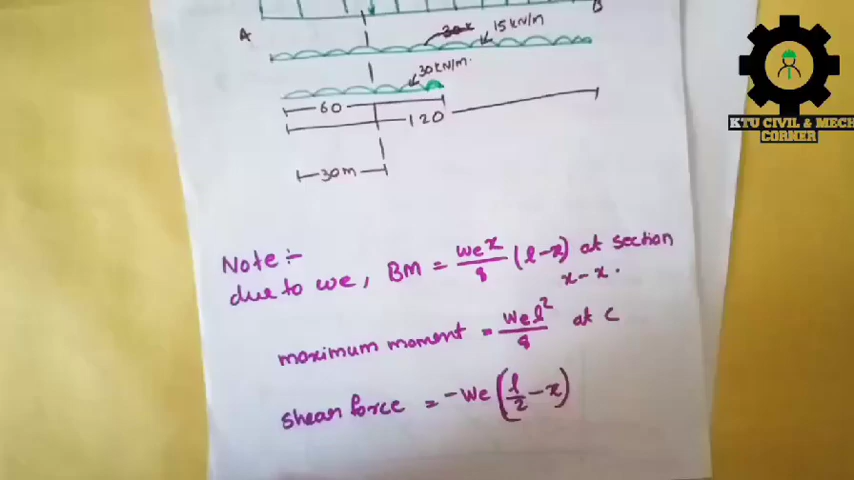 A
B
15 kN/m
30 kN/m.
60
120
30m
Note :-
due to we, BM = wex/8 (l-x) at section
x-x.
maximum moment = wel²/8 at C
shear force = -we (l/2 - x)
KTU CIVIL & MECH
CORNER